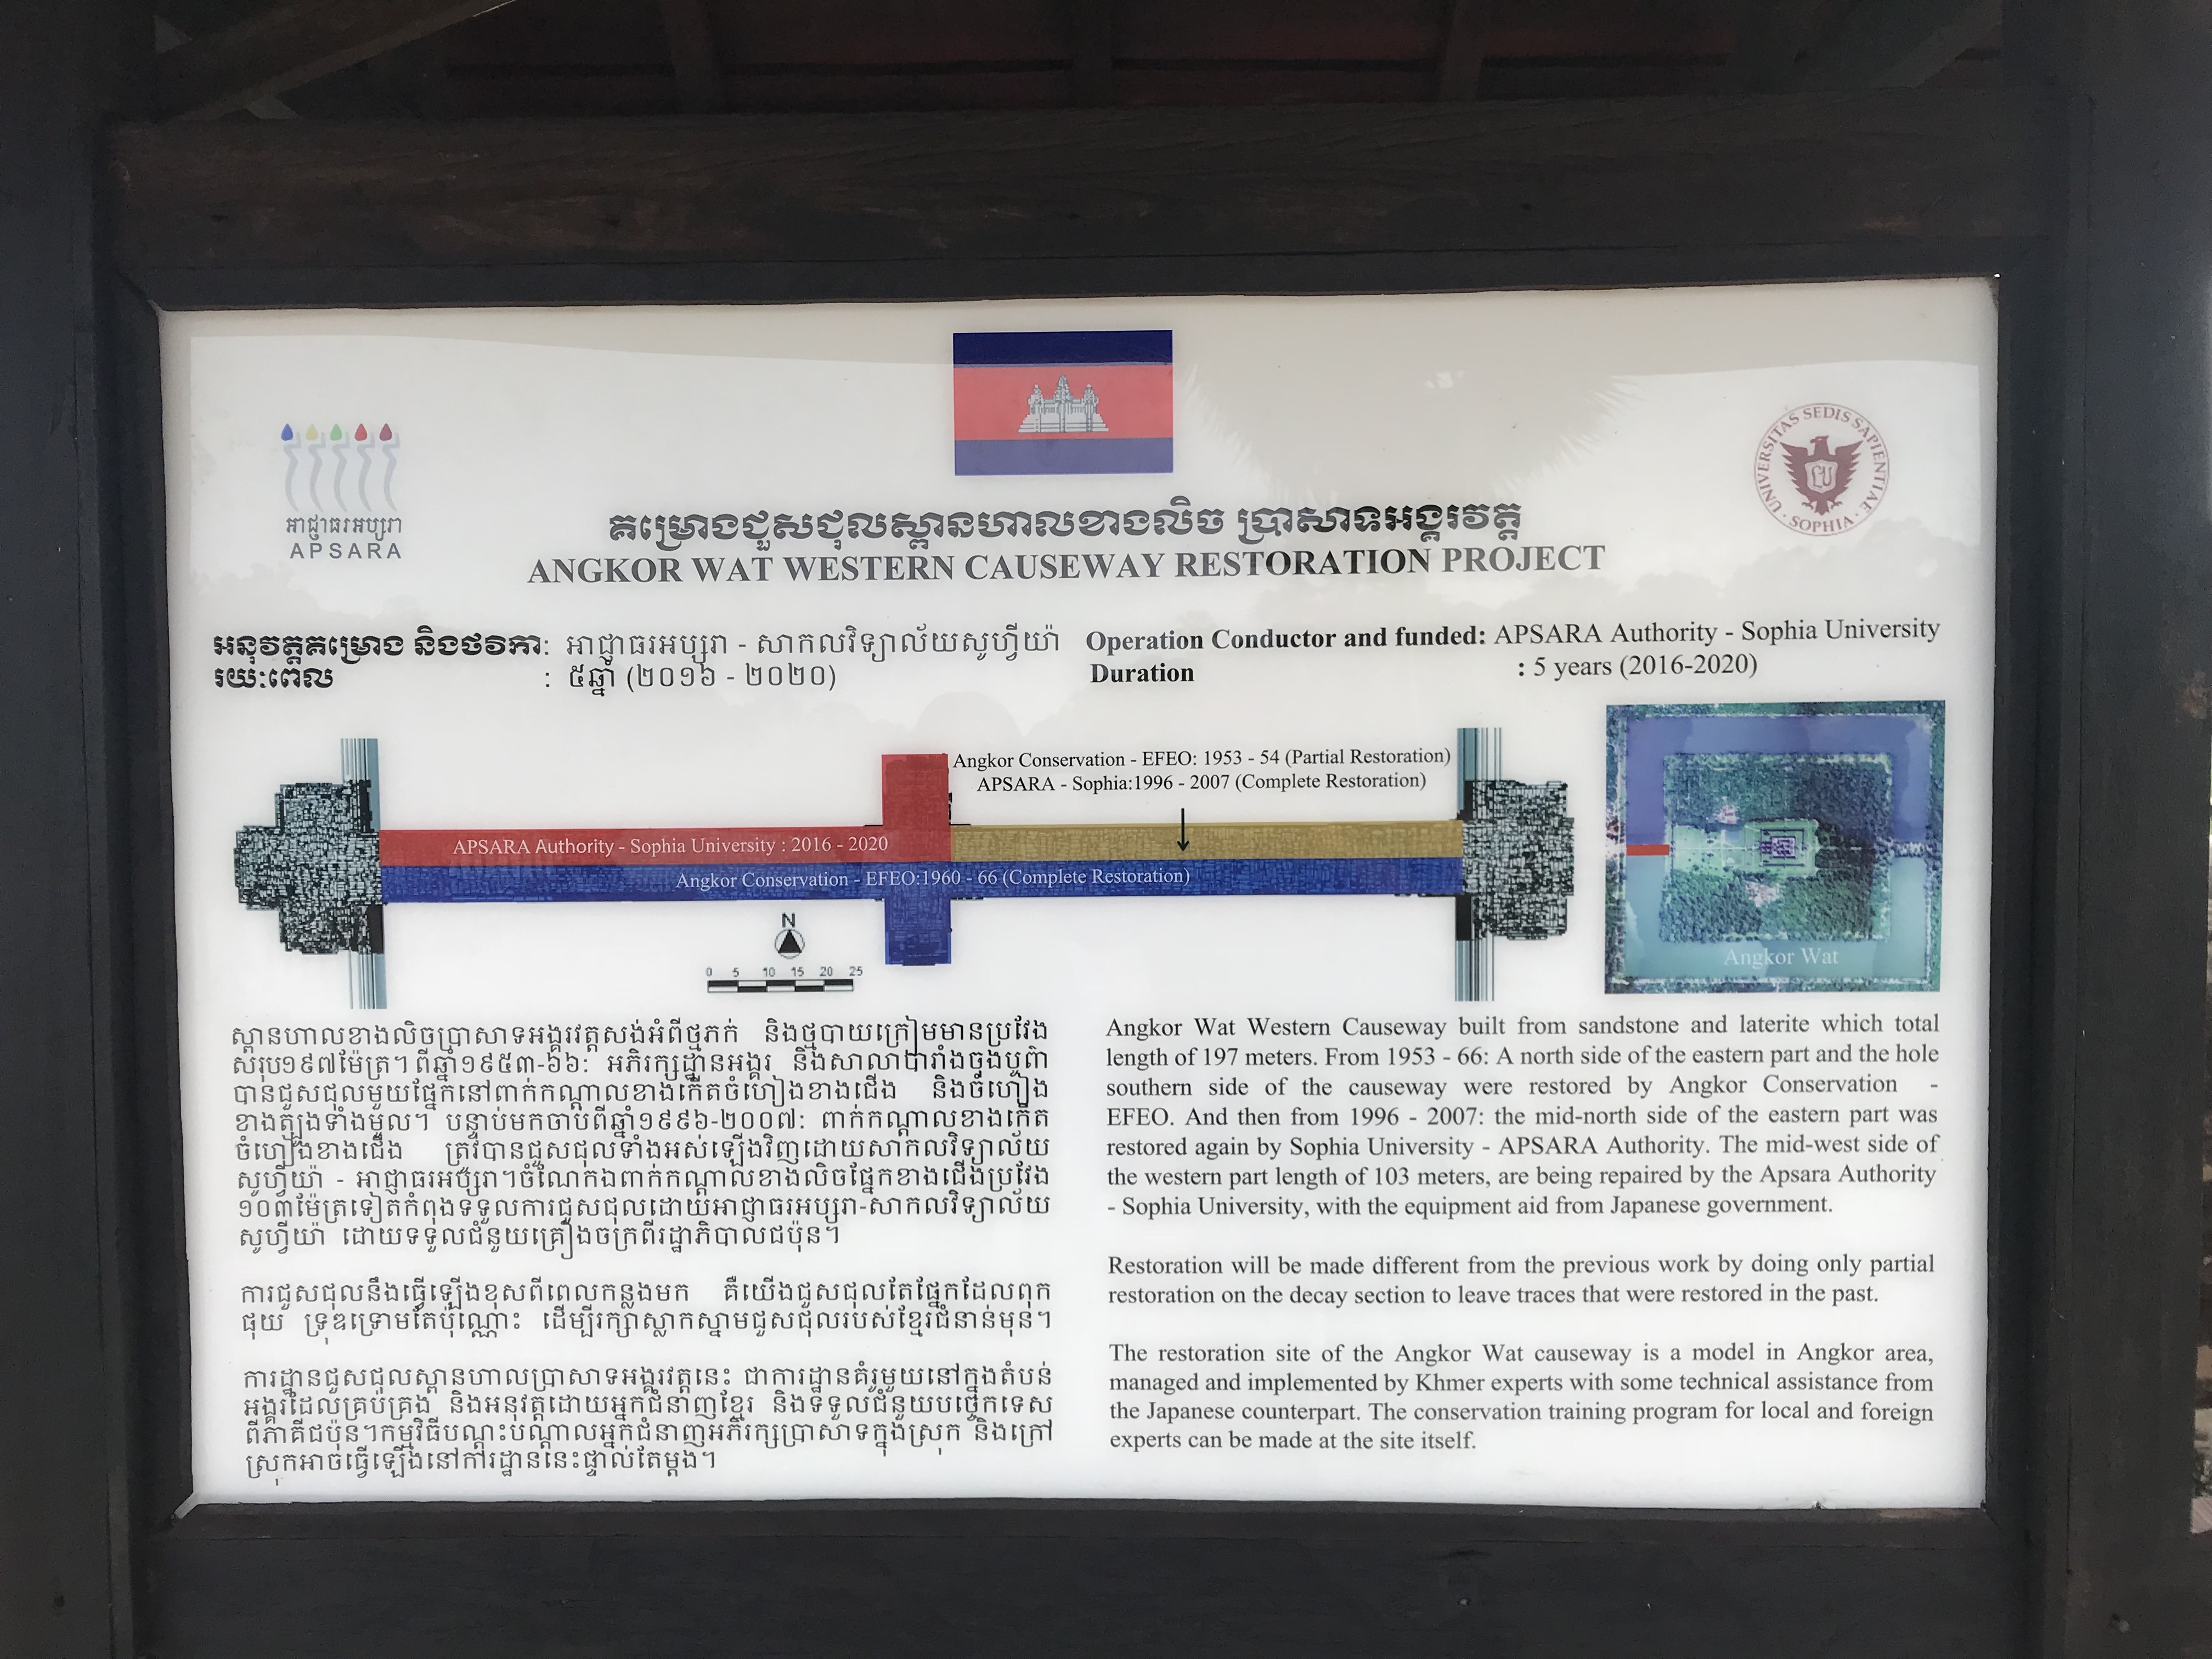 អាជ្ញាធរអប្សរា
APSARA
UNIVERSITAS SEDIS SAPIENTIAE
SOPHIA
គម្រោងជួសជុលស្ពានហាលខាងលិច ប្រាសាទអង្គរវត្ត
ANGKOR WAT WESTERN CAUSEWAY RESTORATION PROJECT
អនុវត្តគម្រោង និងថវិកា: អាជ្ញាធរអប្សរា - សាកលវិទ្យាល័យសូហ្វីយ៉ា
រយៈពេល : ៥ឆ្នាំ (២០១៦ - ២០២០)
Operation Conductor and funded: APSARA Authority - Sophia University
Duration : 5 years (2016-2020)
Angkor Conservation - EFEO: 1953 - 54 (Partial Restoration)
APSARA - Sophia:1996 - 2007 (Complete Restoration)
APSARA Authority - Sophia University : 2016 - 2020
Angkor Conservation - EFEO:1960 - 66 (Complete Restoration)
N
0 5 10 15 20 25
Angkor Wat
ស្ពានហាលខាងលិចប្រាសាទអង្គរវត្តសង់អំពីថ្មភក់ និងថ្មបាយក្រៀមមានប្រវែង
សរុប១៩៧ម៉ែត្រ។ ពីឆ្នាំ១៩៥៣-៦៦: អភិរក្សដ្ឋានអង្គរ និងសាលាបារាំងចុងបូព៌ា
បានជួសជុលមួយផ្នែកនៅពាក់កណ្តាលខាងកើតចំហៀងខាងជើង និងចំហៀង
ខាងត្បូងទាំងមូល។ បន្ទាប់មកចាប់ពីឆ្នាំ១៩៩៦-២០០៧: ពាក់កណ្តាលខាងកើត
ចំហៀងខាងជើង ត្រូវបានជួសជុលទាំងអស់ឡើងវិញដោយសាកលវិទ្យាល័យ
សូហ្វីយ៉ា - អាជ្ញាធរអប្សរា។ចំណែកឯពាក់កណ្តាលខាងលិចផ្នែកខាងជើងប្រវែង
១០៣ម៉ែត្រទៀតកំពុងទទួលការជួសជុលដោយអាជ្ញាធរអប្សរា-សាកលវិទ្យាល័យ
សូហ្វីយ៉ា ដោយទទួលជំនួយគ្រឿងចក្រពីរដ្ឋាភិបាលជប៉ុន។
ការជួសជុលនឹងធ្វើឡើងខុសពីពេលកន្លងមក គឺយើងជួសជុលតែផ្នែកដែលពុក
ផុយ ទ្រុឌទ្រោមតែប៉ុណ្ណោះ ដើម្បីរក្សាស្លាកស្នាមជួសជុលរបស់ខ្មែរជំនាន់មុន។
ការដ្ឋានជួសជុលស្ពានហាលប្រាសាទអង្គរវត្តនេះ ជាការដ្ឋានគំរូមួយនៅក្នុងតំបន់
អង្គរដែលគ្រប់គ្រង និងអនុវត្តដោយអ្នកជំនាញខ្មែរ និងទទួលជំនួយបច្ចេកទេស
ពីភាគីជប៉ុន។កម្មវិធីបណ្តុះបណ្តាលអ្នកជំនាញអភិរក្សប្រាសាទក្នុងស្រុក និងក្រៅ
ស្រុកអាចធ្វើឡើងនៅការដ្ឋាននេះផ្ទាល់តែម្តង។
Angkor Wat Western Causeway built from sandstone and laterite which total
length of 197 meters. From 1953 - 66: A north side of the eastern part and the hole
southern side of the causeway were restored by Angkor Conservation -
EFEO. And then from 1996 - 2007: the mid-north side of the eastern part was
restored again by Sophia University - APSARA Authority. The mid-west side of
the western part length of 103 meters, are being repaired by the Apsara Authority
- Sophia University, with the equipment aid from Japanese government.
Restoration will be made different from the previous work by doing only partial
restoration on the decay section to leave traces that were restored in the past.
The restoration site of the Angkor Wat causeway is a model in Angkor area,
managed and implemented by Khmer experts with some technical assistance from
the Japanese counterpart. The conservation training program for local and foreign
experts can be made at the site itself.